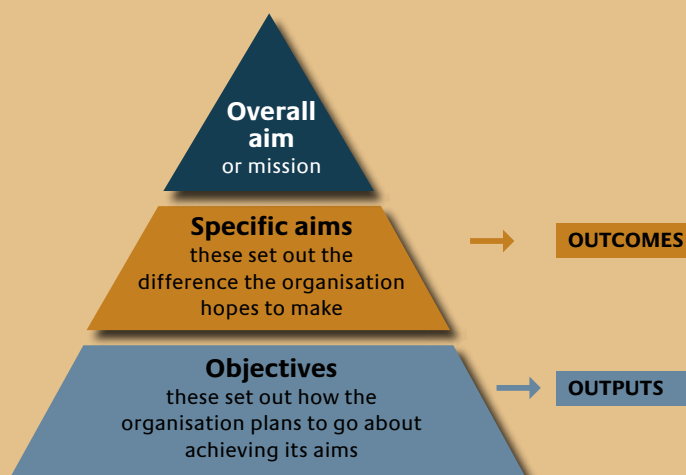 Overall
aim
or mission
Specific aims
these set out the
difference the organisation
hopes to make
OUTCOMES
Objectives
these set out how the
organisation plans to go about
achieving its aims
OUTPUTS